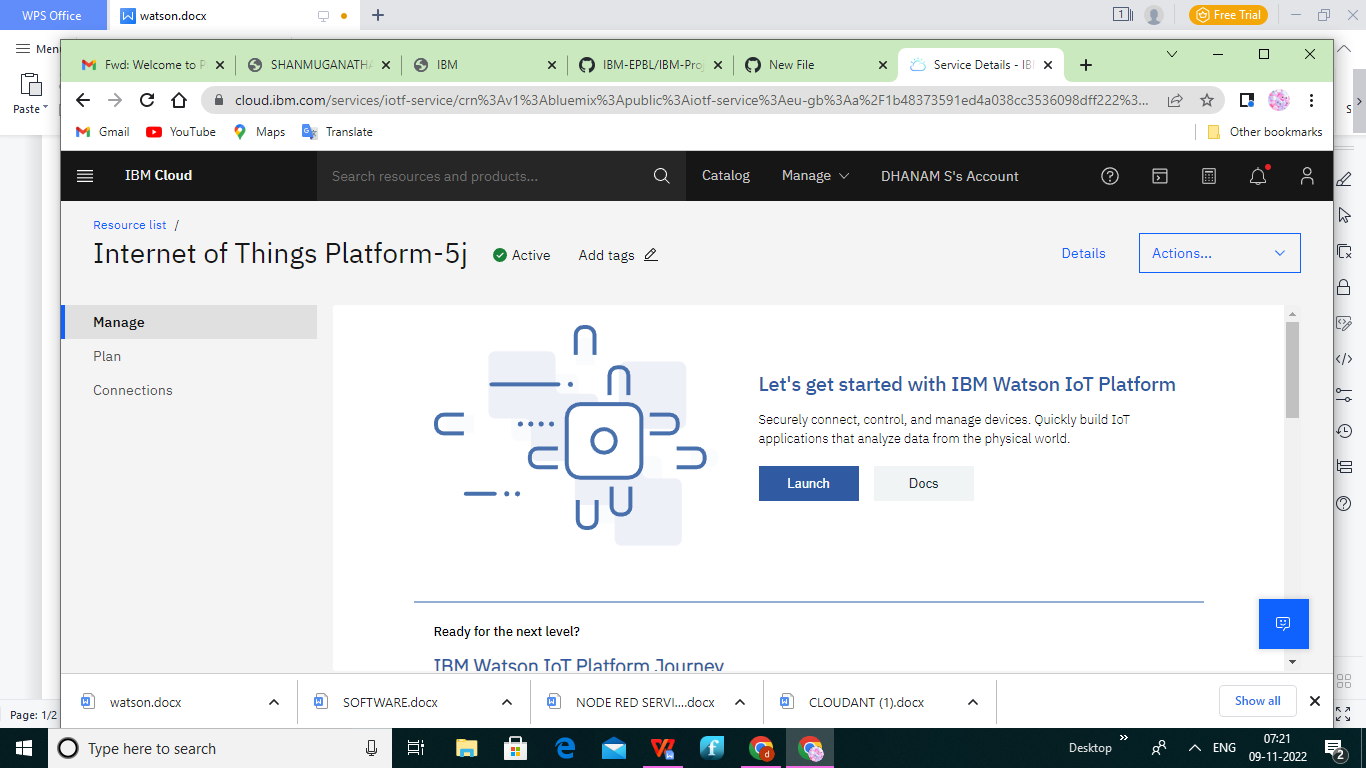 WPS Office
watson.docx
1
Free Trial
Menu
Paste
Fwd: Welcome to P
SHANMUGANATHA
IBM
IBM-EPBL/IBM-Proj
New File
Service Details - IB
cloud.ibm.com/services/iotf-service/crn%3Av1%3Abluemix%3Apublic%3Aiotf-service%3Aeu-gb%3Aa%2F1b48373591ed4a038cc3536098dff222%3...
Gmail
YouTube
Maps
Translate
Other bookmarks
IBM Cloud
Search resources and products...
Catalog
Manage
DHANAM S's Account
Resource list /
Internet of Things Platform-5j
Active
Add tags
Details
Actions...
Manage
Plan
Connections
Let's get started with IBM Watson IoT Platform
Securely connect, control, and manage devices. Quickly build IoT
applications that analyze data from the physical world.
Launch
Docs
Ready for the next level?
IBM Watson IoT Platform Journey
watson.docx
SOFTWARE.docx
NODE RED SERVI....docx
CLOUDANT (1).docx
Show all
Page: 1/2
Type here to search
Desktop
ENG
07:21
09-11-2022
2